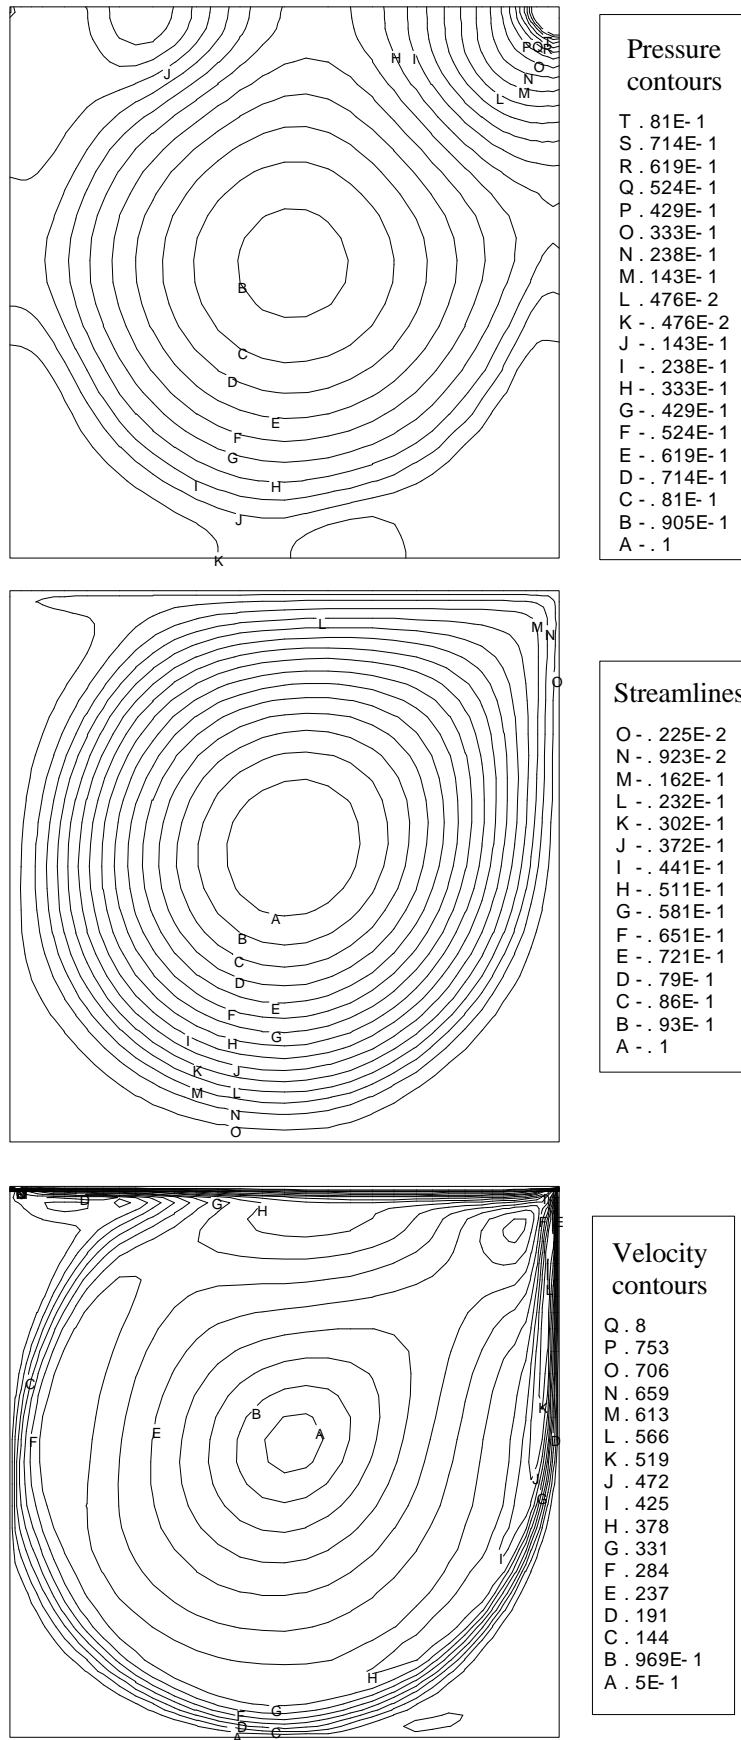 Pressure
contours
T . 81E- 1
S . 714E- 1
R . 619E- 1
Q . 524E- 1
P . 429E- 1
O . 333E- 1
N . 238E- 1
M . 143E- 1
L . 476E- 2
K - . 476E- 2
J - . 143E- 1
I - . 238E- 1
H - . 333E- 1
G - . 429E- 1
F - . 524E- 1
E - . 619E- 1
D - . 714E- 1
C - . 81E- 1
B - . 905E- 1
A - . 1
H I
J
P Q R
O
N
M
L
B
C
D
E
F
G
I H
J
K
Streamlines
O - . 225E- 2
N - . 923E- 2
M - . 162E- 1
L - . 232E- 1
K - . 302E- 1
J - . 372E- 1
I - . 441E- 1
H - . 511E- 1
G - . 581E- 1
F - . 651E- 1
E - . 721E- 1
D - . 79E- 1
C - . 86E- 1
B - . 93E- 1
A - . 1
L M N
O
A
B
C
D
F E
I H G
K J
M L
N
O
Velocity
contours
Q . 8
P . 753
O . 706
N . 659
M . 613
L . 566
K . 519
J . 472
I . 425
H . 378
G . 331
F . 284
E . 237
D . 191
C . 144
B . 969E- 1
A . 5E- 1
D G H
F E
L
C
B
F E A
K
D
J
G
I
H
F G
D
A C